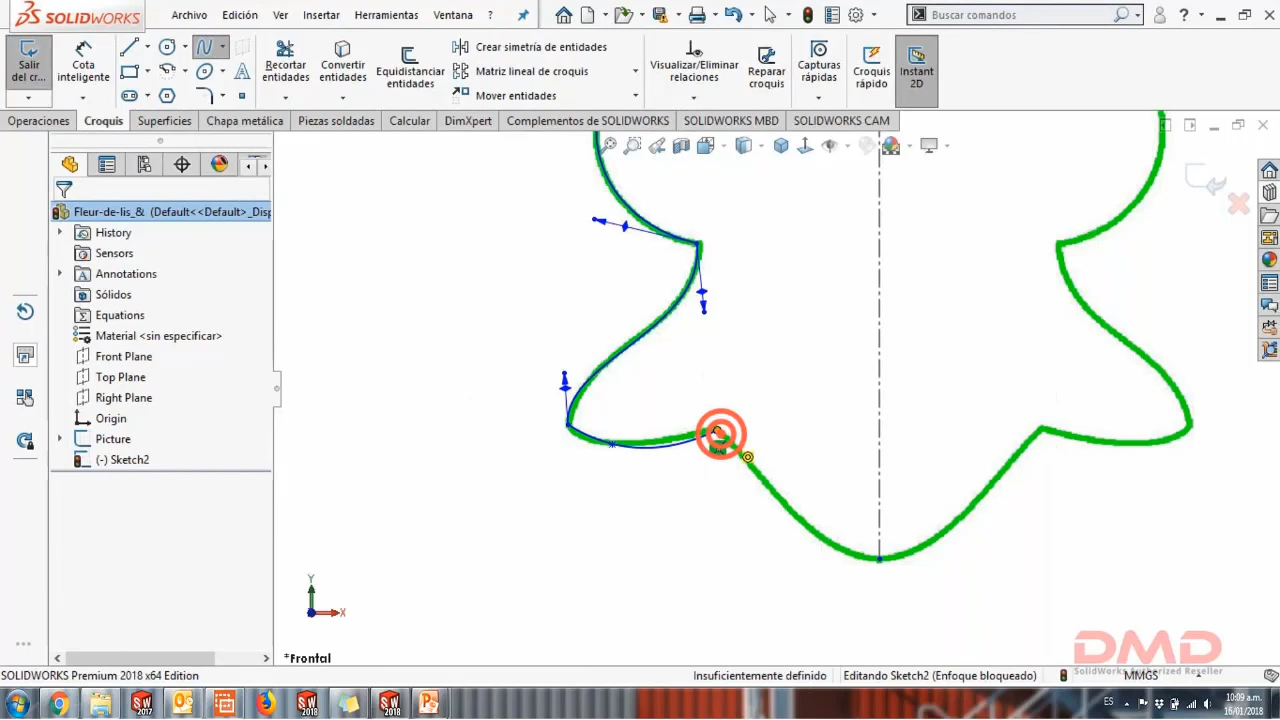 SOLIDWORKS
Archivo Edición Ver Insertar Herramientas Ventana ?
Buscar comandos
?
Salir del cr...
Cota inteligente
Recortar entidades
Convertir entidades
Equidistanciar entidades
Crear simetría de entidades
Matriz lineal de croquis
Mover entidades
Visualizar/Eliminar relaciones
Reparar croquis
Capturas rápidas
Croquis rápido
Instant 2D
Operaciones Croquis Superficies Chapa metálica Piezas soldadas Calcular DimXpert Complementos de SOLIDWORKS SOLIDWORKS MBD SOLIDWORKS CAM
Fleur-de-lis_& (Default<<Default>_Disp
History
Sensors
Annotations
Sólidos
Equations
Material <sin especificar>
Front Plane
Top Plane
Right Plane
Origin
Picture
(-) Sketch2
Y
X
*Frontal
DMD
SolidWorks Authorized Reseller
SOLIDWORKS Premium 2018 x64 Edition
Insuficientemente definido
Editando Sketch2 (Enfoque bloqueado)
MMGS
ES
10:09 a.m.
16/01/2018